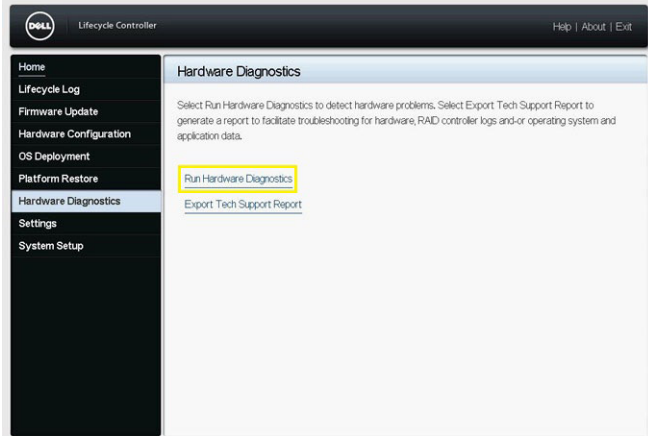 DELL
Lifecycle Controller
Help | About | Exit
Home
Lifecycle Log
Firmware Update
Hardware Configuration
OS Deployment
Platform Restore
Hardware Diagnostics
Settings
System Setup
Hardware Diagnostics
Select Run Hardware Diagnostics to detect hardware problems. Select Export Tech Support Report to
generate a report to facilitate troubleshooting for hardware, RAID controller logs and-or operating system and
application data.
Run Hardware Diagnostics
Export Tech Support Report